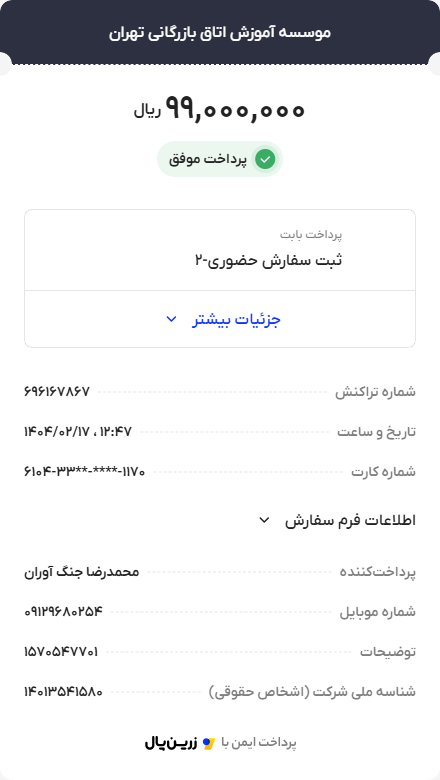 موسسه آموزش اتاق بازرگانی تهران
۹۹,۰۰۰,۰۰۰ ریال
پرداخت موفق
پرداخت بابت
ثبت سفارش حضوری-۲
جزئیات بیشتر
شماره تراکنش ۶۹۶۱۶۷۸۶۷
تاریخ و ساعت ۱۲:۴۷ ، ۱۴۰۴/۰۲/۱۷
شماره کارت ۶۱۰۴-۳۳**-****-۱۱۷۰
اطلاعات فرم سفارش
پرداخت‌کننده محمدرضا جنگ آوران
شماره موبایل ۰۹۱۲۹۶۸۰۲۵۴
توضیحات ۱۵۷۰۵۴۷۷۰۱
شناسه ملی شرکت (اشخاص حقوقی) ۱۴۰۱۳۵۴۱۵۸۰
پرداخت ایمن با زرین‌پال